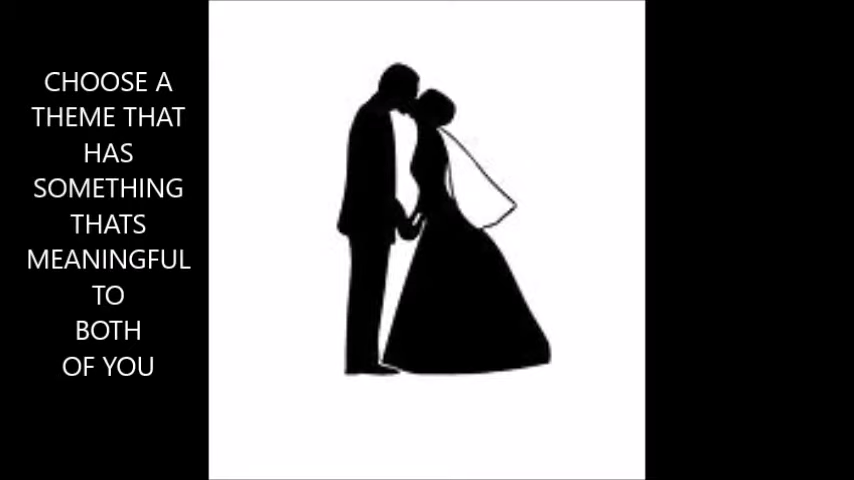 CHOOSE A
THEME THAT
HAS
SOMETHING
THATS
MEANINGFUL
TO
BOTH
OF YOU